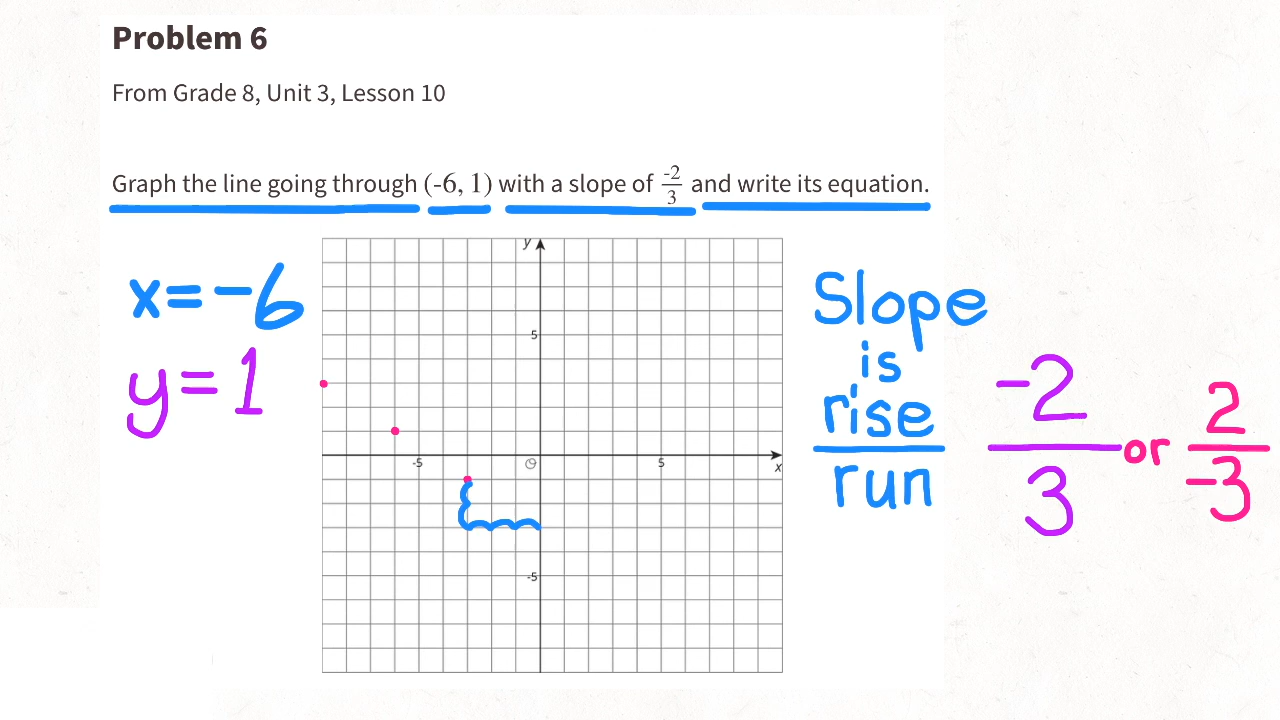 Problem 6
From Grade 8, Unit 3, Lesson 10
Graph the line going through (-6, 1) with a slope of -2/3 and write its equation.
x=-6
y=1
y
5
-5
O
5
x
-5
Slope
is
rise
run
-2
3
or
2
-3